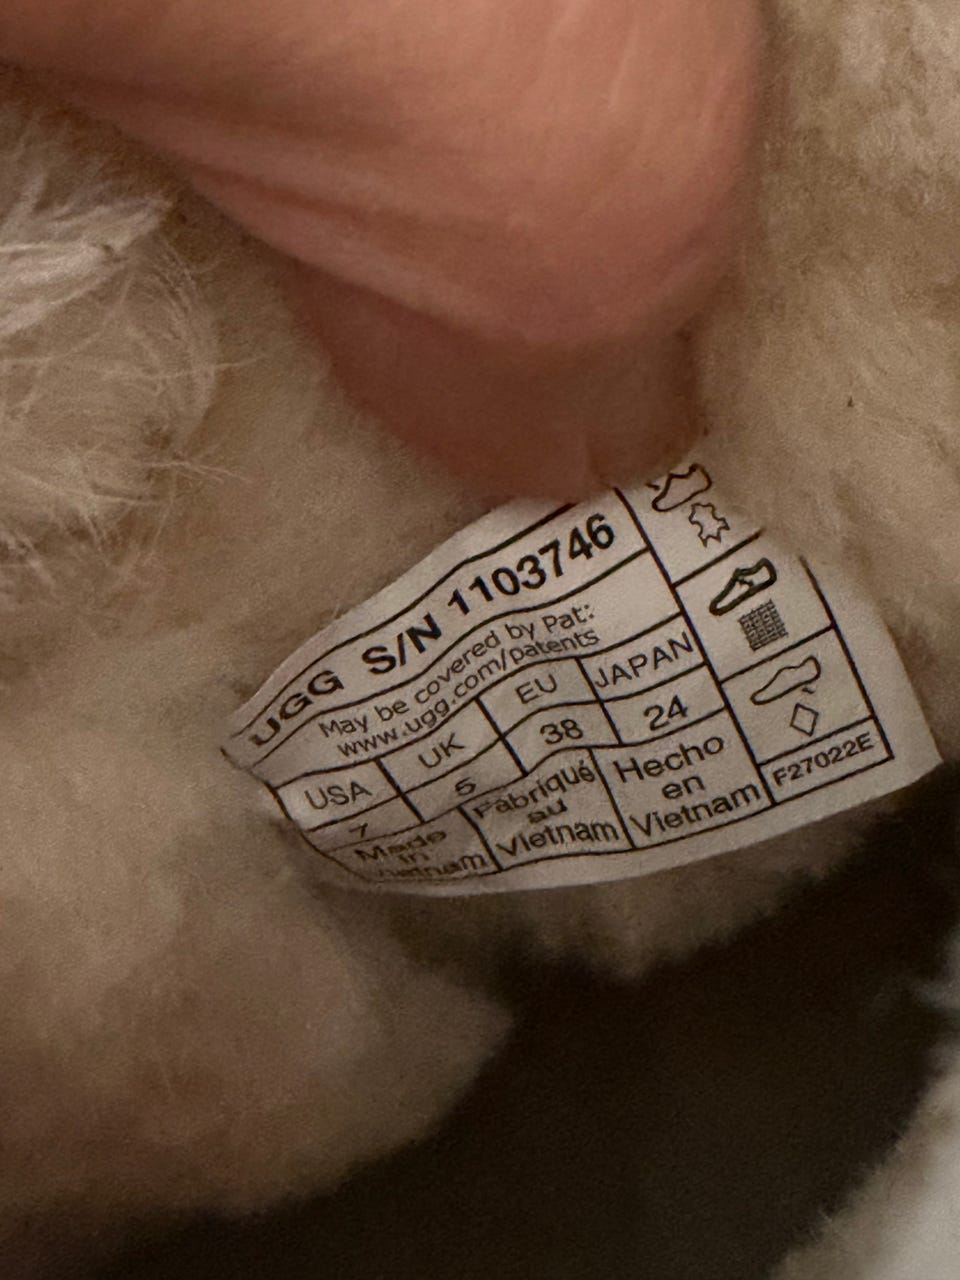 UGG S/N 1103746
May be covered by Pat:
www.ugg.com/patents
USA UK EU JAPAN
7 5 38 24
Made in Vietnam
Fabriqué au Vietnam
Hecho en Vietnam
F27022E